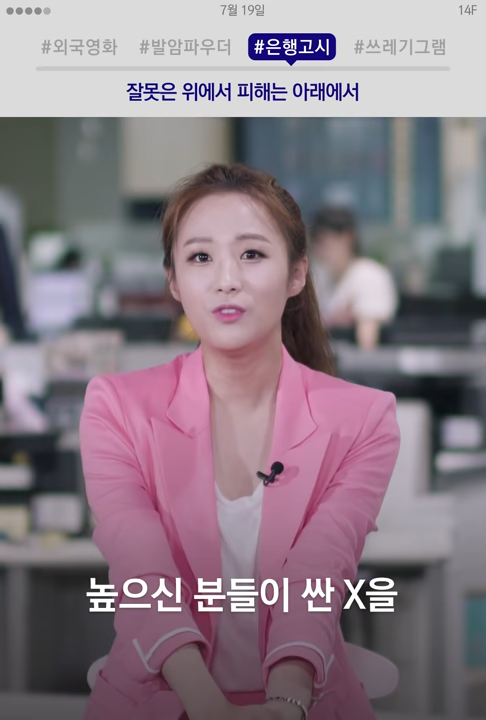 7월 19일
14F
#외국영화 #발암파우더 #은행고시 #쓰레기그램
잘못은 위에서 피해는 아래에서
높으신 분들이 싼 X을